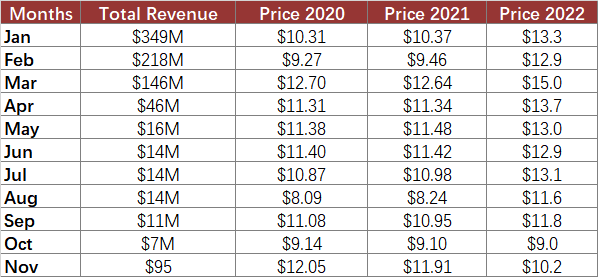 Months Total Revenue Price 2020 Price 2021 Price 2022
Jan $349M $10.31 $10.37 $13.3
Feb $218M $9.27 $9.46 $12.9
Mar $146M $12.70 $12.64 $15.0
Apr $46M $11.31 $11.34 $13.7
May $16M $11.38 $11.48 $13.0
Jun $14M $11.40 $11.42 $12.9
Jul $14M $10.87 $10.98 $13.1
Aug $14M $8.09 $8.24 $11.6
Sep $11M $11.08 $10.95 $11.8
Oct $7M $9.14 $9.10 $9.0
Nov $95 $12.05 $11.91 $10.2